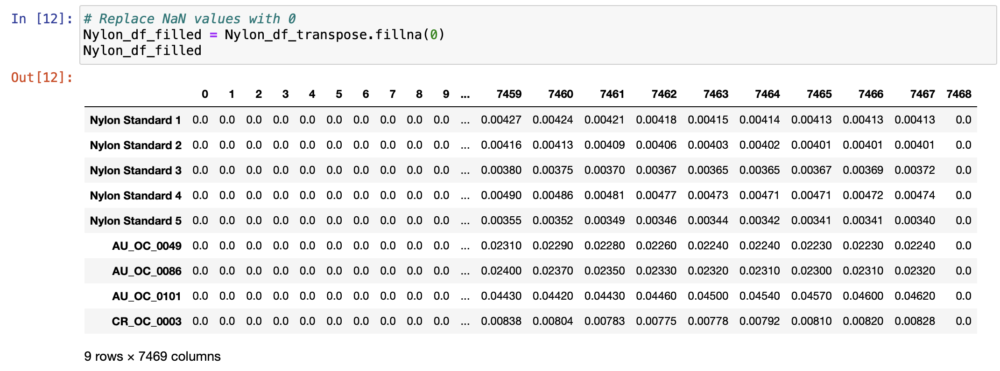 In [12]: # Replace NaN values with 0
Nylon_df_filled = Nylon_df_transpose.fillna(0)
Nylon_df_filled
Out[12]:
0 1 2 3 4 5 6 7 8 9 ... 7459 7460 7461 7462 7463 7464 7465 7466 7467 7468
Nylon Standard 1 0.0 0.0 0.0 0.0 0.0 0.0 0.0 0.0 0.0 0.0 ... 0.00427 0.00424 0.00421 0.00418 0.00415 0.00414 0.00413 0.00413 0.00413 0.0
Nylon Standard 2 0.0 0.0 0.0 0.0 0.0 0.0 0.0 0.0 0.0 0.0 ... 0.00416 0.00413 0.00409 0.00406 0.00403 0.00402 0.00401 0.00401 0.00401 0.0
Nylon Standard 3 0.0 0.0 0.0 0.0 0.0 0.0 0.0 0.0 0.0 0.0 ... 0.00380 0.00375 0.00370 0.00367 0.00365 0.00365 0.00367 0.00369 0.00372 0.0
Nylon Standard 4 0.0 0.0 0.0 0.0 0.0 0.0 0.0 0.0 0.0 0.0 ... 0.00490 0.00486 0.00481 0.00477 0.00473 0.00471 0.00471 0.00472 0.00474 0.0
Nylon Standard 5 0.0 0.0 0.0 0.0 0.0 0.0 0.0 0.0 0.0 0.0 ... 0.00355 0.00352 0.00349 0.00346 0.00344 0.00342 0.00341 0.00341 0.00340 0.0
AU_OC_0049 0.0 0.0 0.0 0.0 0.0 0.0 0.0 0.0 0.0 0.0 ... 0.02310 0.02290 0.02280 0.02260 0.02240 0.02240 0.02230 0.02230 0.02240 0.0
AU_OC_0086 0.0 0.0 0.0 0.0 0.0 0.0 0.0 0.0 0.0 0.0 ... 0.02400 0.02370 0.02350 0.02330 0.02320 0.02310 0.02300 0.02310 0.02320 0.0
AU_OC_0101 0.0 0.0 0.0 0.0 0.0 0.0 0.0 0.0 0.0 0.0 ... 0.04430 0.04420 0.04430 0.04460 0.04500 0.04540 0.04570 0.04600 0.04620 0.0
CR_OC_0003 0.0 0.0 0.0 0.0 0.0 0.0 0.0 0.0 0.0 0.0 ... 0.00838 0.00804 0.00783 0.00775 0.00778 0.00792 0.00810 0.00820 0.00828 0.0
9 rows × 7469 columns